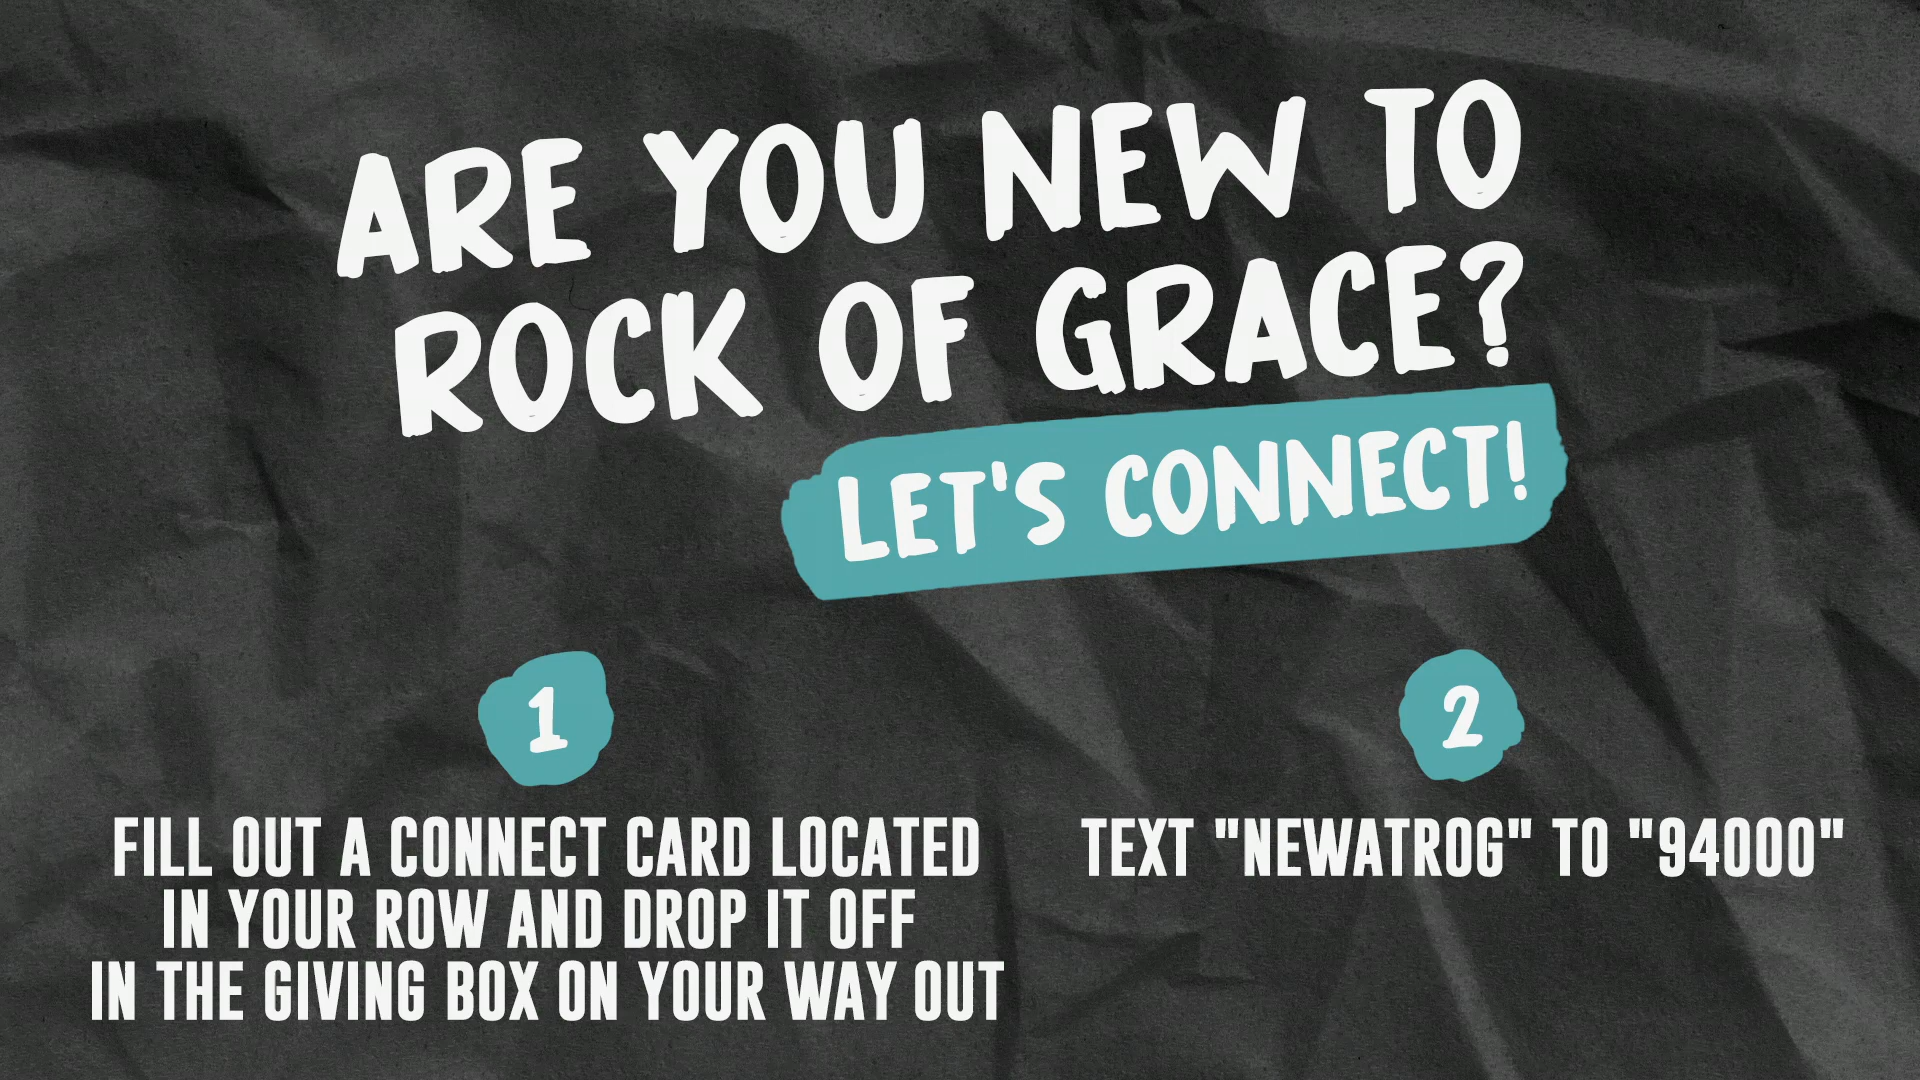 ARE YOU NEW TO
ROCK OF GRACE?
LET'S CONNECT!
1
FILL OUT A CONNECT CARD LOCATED
IN YOUR ROW AND DROP IT OFF
IN THE GIVING BOX ON YOUR WAY OUT
2
TEXT "NEWATROG" TO "94000"